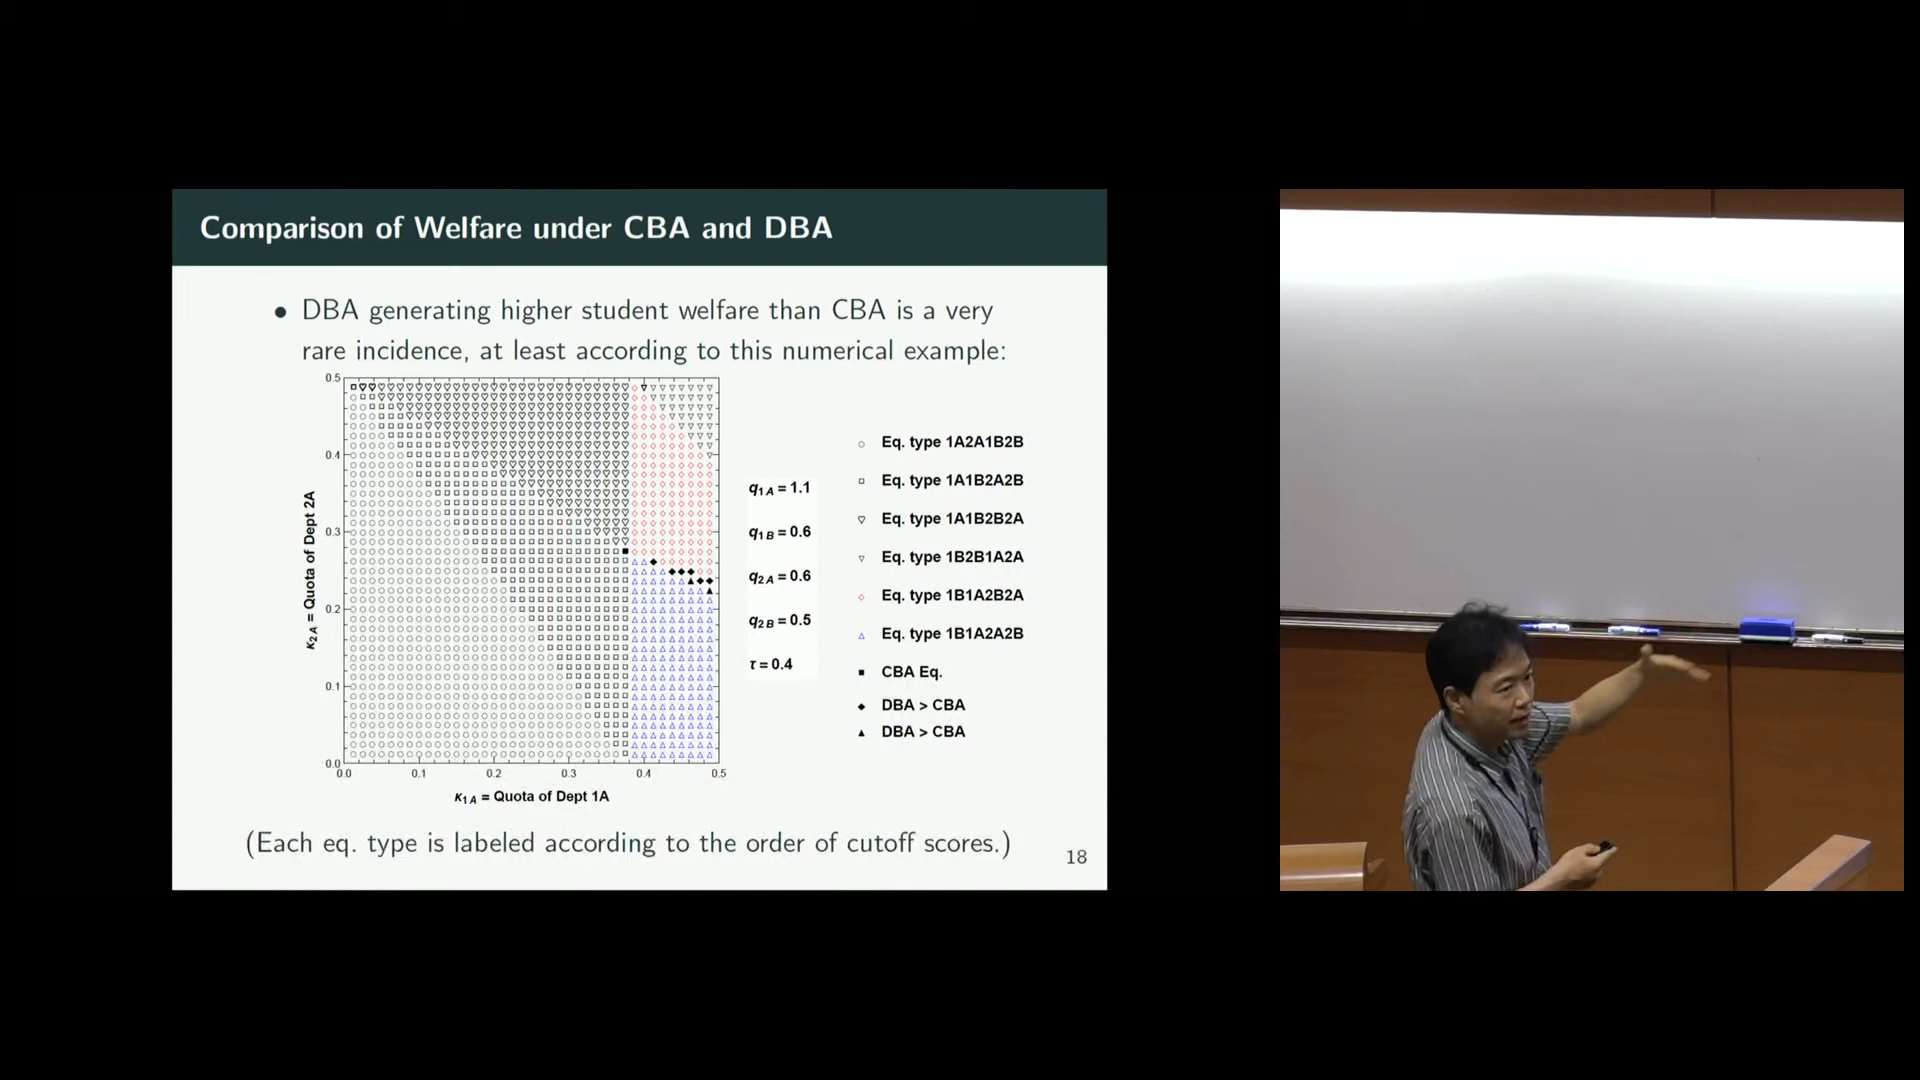 Comparison of Welfare under CBA and DBA
• DBA generating higher student welfare than CBA is a very
rare incidence, at least according to this numerical example:
0.5
0.4
0.3
0.2
0.1
0.0
κ2A = Quota of Dept 2A
0.0 0.1 0.2 0.3 0.4 0.5
κ1A = Quota of Dept 1A
q1A = 1.1
q1B = 0.6
q2A = 0.6
q2B = 0.5
τ = 0.4
Eq. type 1A2A1B2B
Eq. type 1A1B2A2B
Eq. type 1A1B2B2A
Eq. type 1B2B1A2A
Eq. type 1B1A2B2A
Eq. type 1B1A2A2B
CBA Eq.
DBA > CBA
DBA > CBA
(Each eq. type is labeled according to the order of cutoff scores.)
18